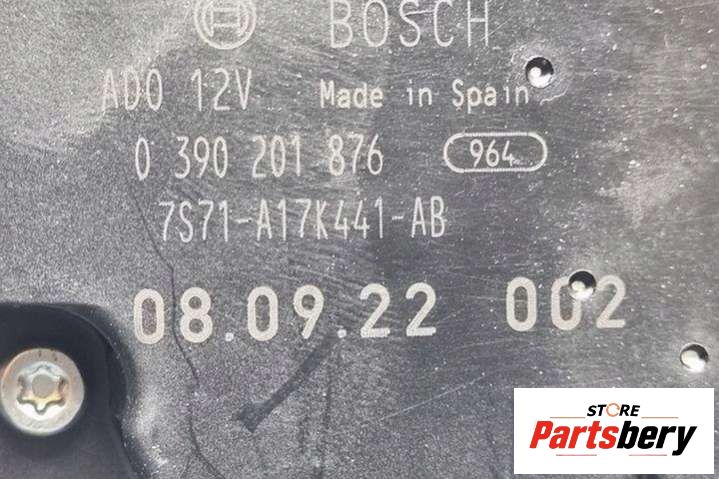 BOSCH
AD0 12V Made in Spain
0 390 201 876 964
7S71-A17K441-AB
08.09.22 002
STORE
Partsbery